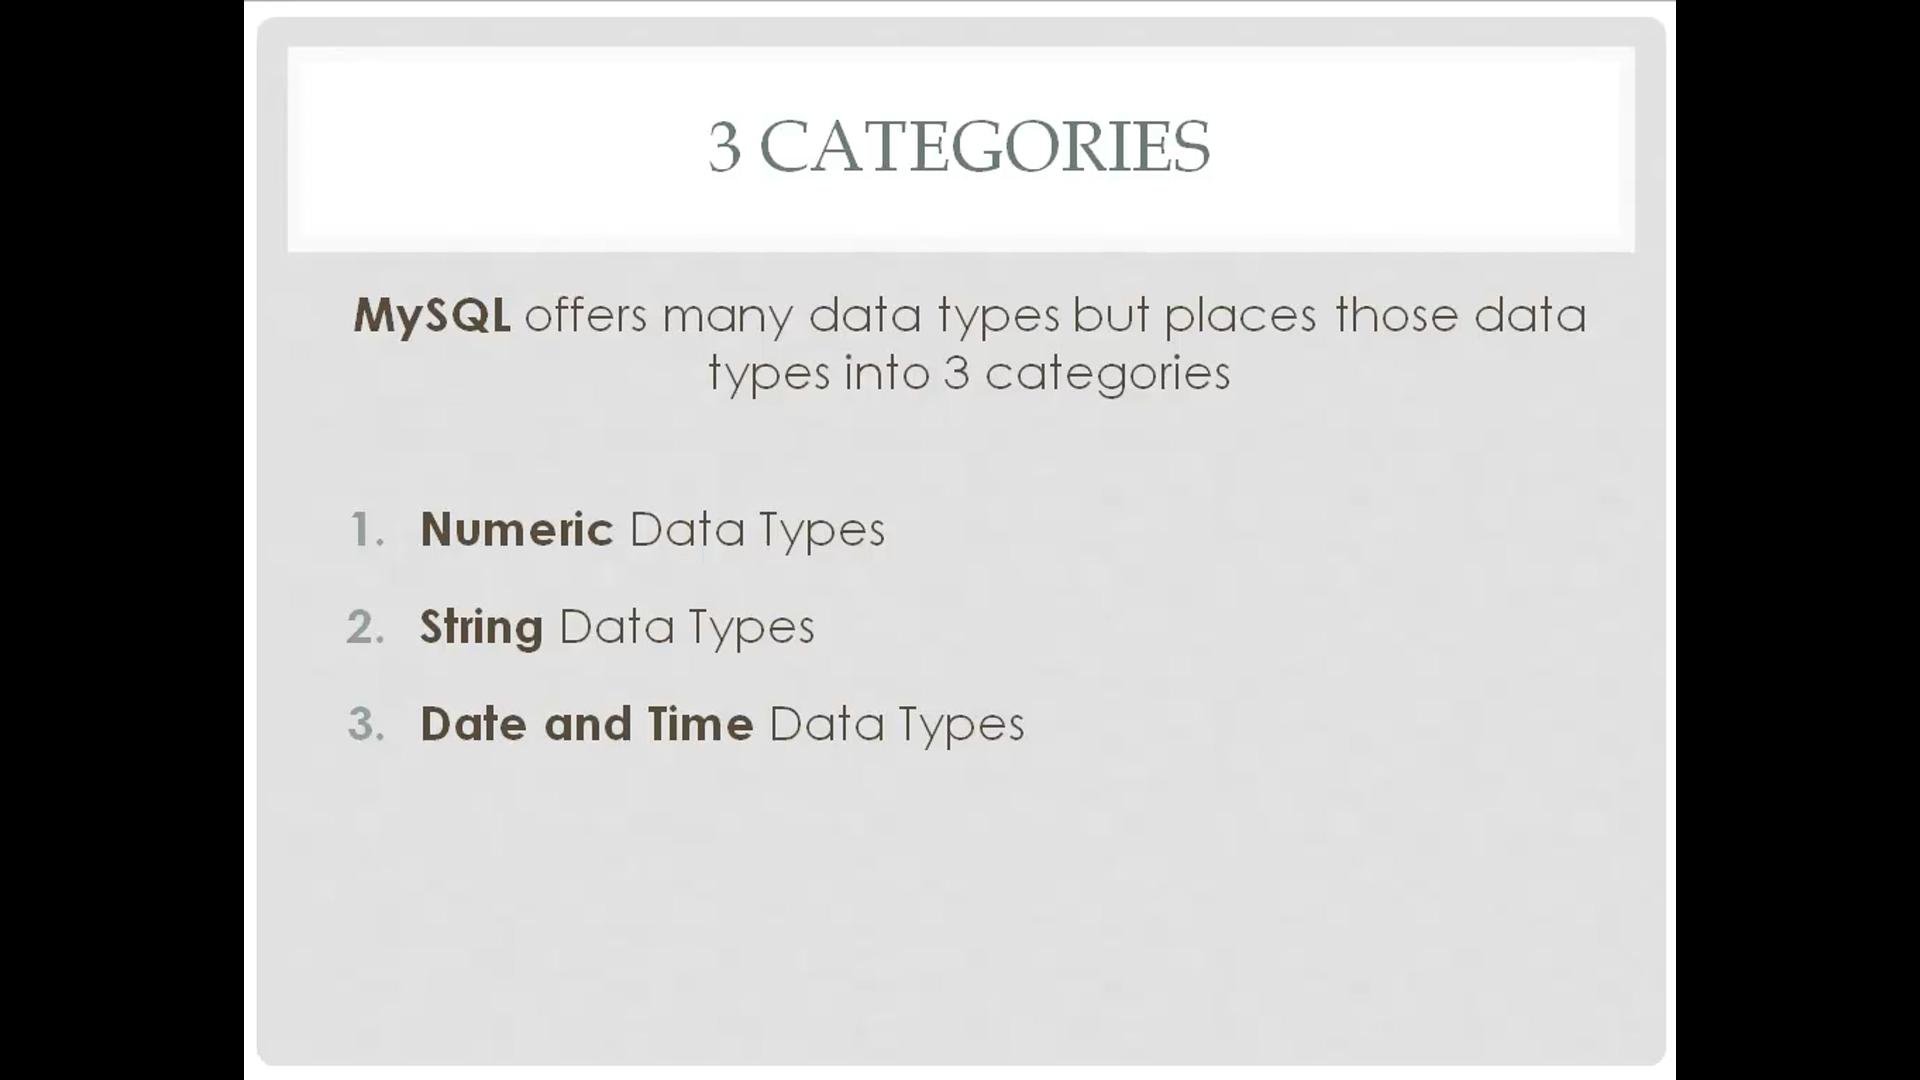 3 CATEGORIES
MySQL offers many data types but places those data
types into 3 categories
1. Numeric Data Types
2. String Data Types
3. Date and Time Data Types